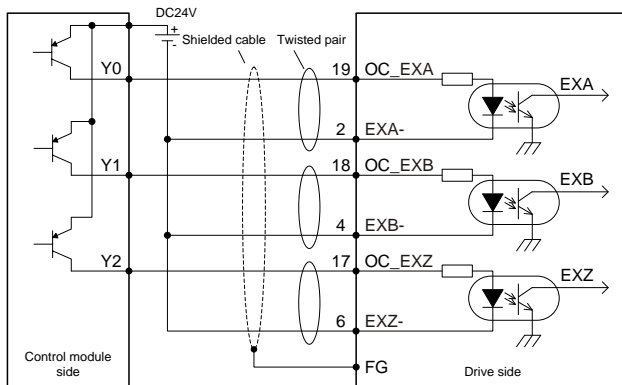 DC24V
+
-
Shielded cable
Twisted pair
Y0
19
OC_EXA
EXA
2
EXA-
Y1
18
OC_EXB
EXB
4
EXB-
Y2
17
OC_EXZ
EXZ
6
EXZ-
FG
Control module
side
Drive side